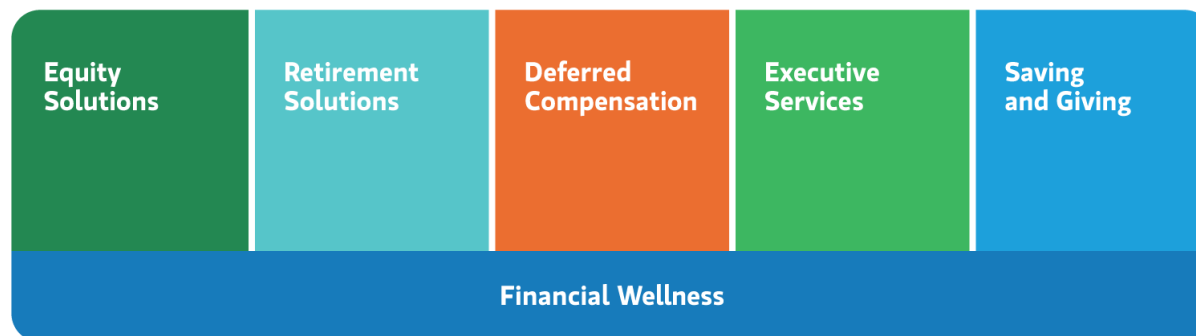 Equity
Solutions
Retirement
Solutions
Deferred
Compensation
Executive
Services
Saving
and Giving
Financial Wellness